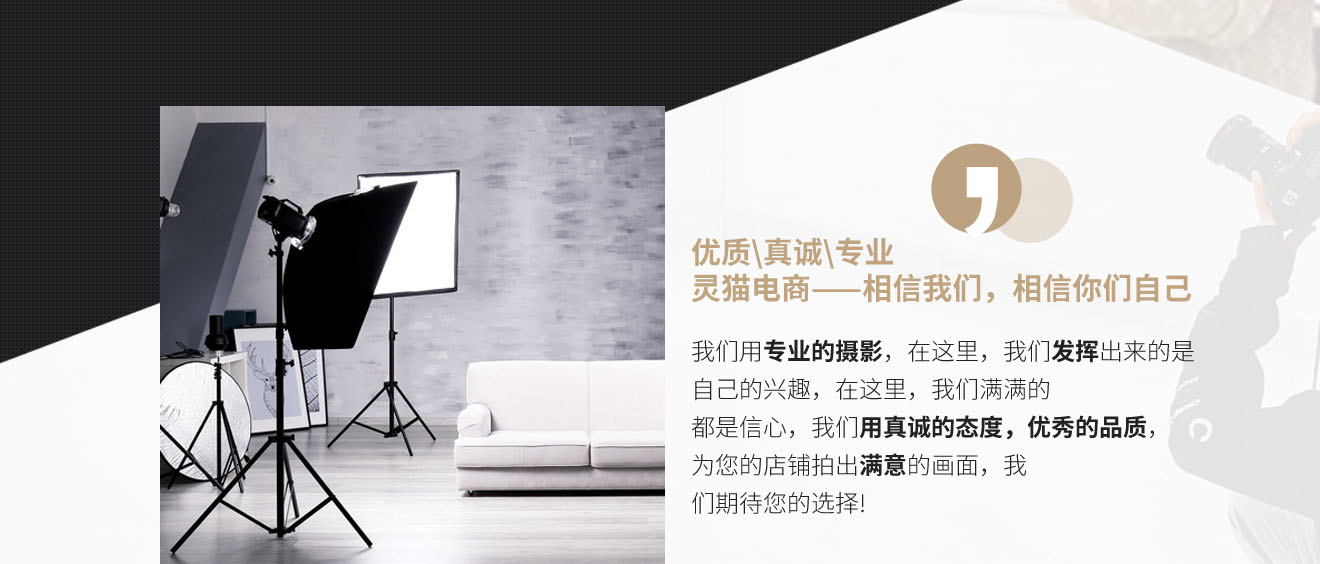 优质\真诚\专业
灵猫电商——相信我们，相信你们自己
我们用专业的摄影，在这里，我们发挥出来的是
自己的兴趣，在这里，我们满满的
都是信心，我们用真诚的态度，优秀的品质，
为您的店铺拍出满意的画面，我
们期待您的选择!